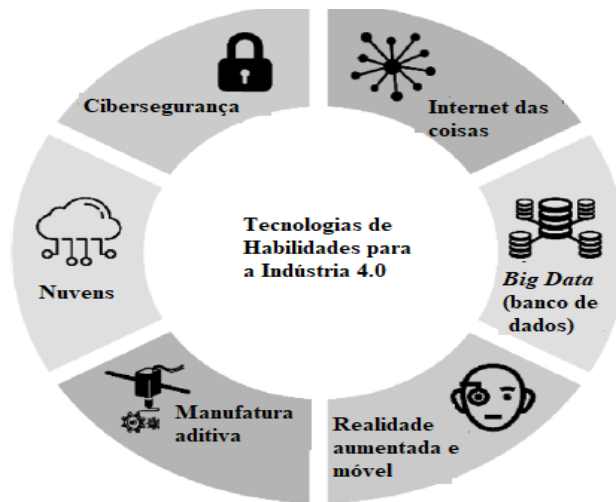 Cibersegurança
Internet das
coisas
Tecnologias de
Habilidades para
a Indústria 4.0
Nuvens
Big Data
(banco de
dados)
Manufatura
aditiva
Realidade
aumentada e
móvel